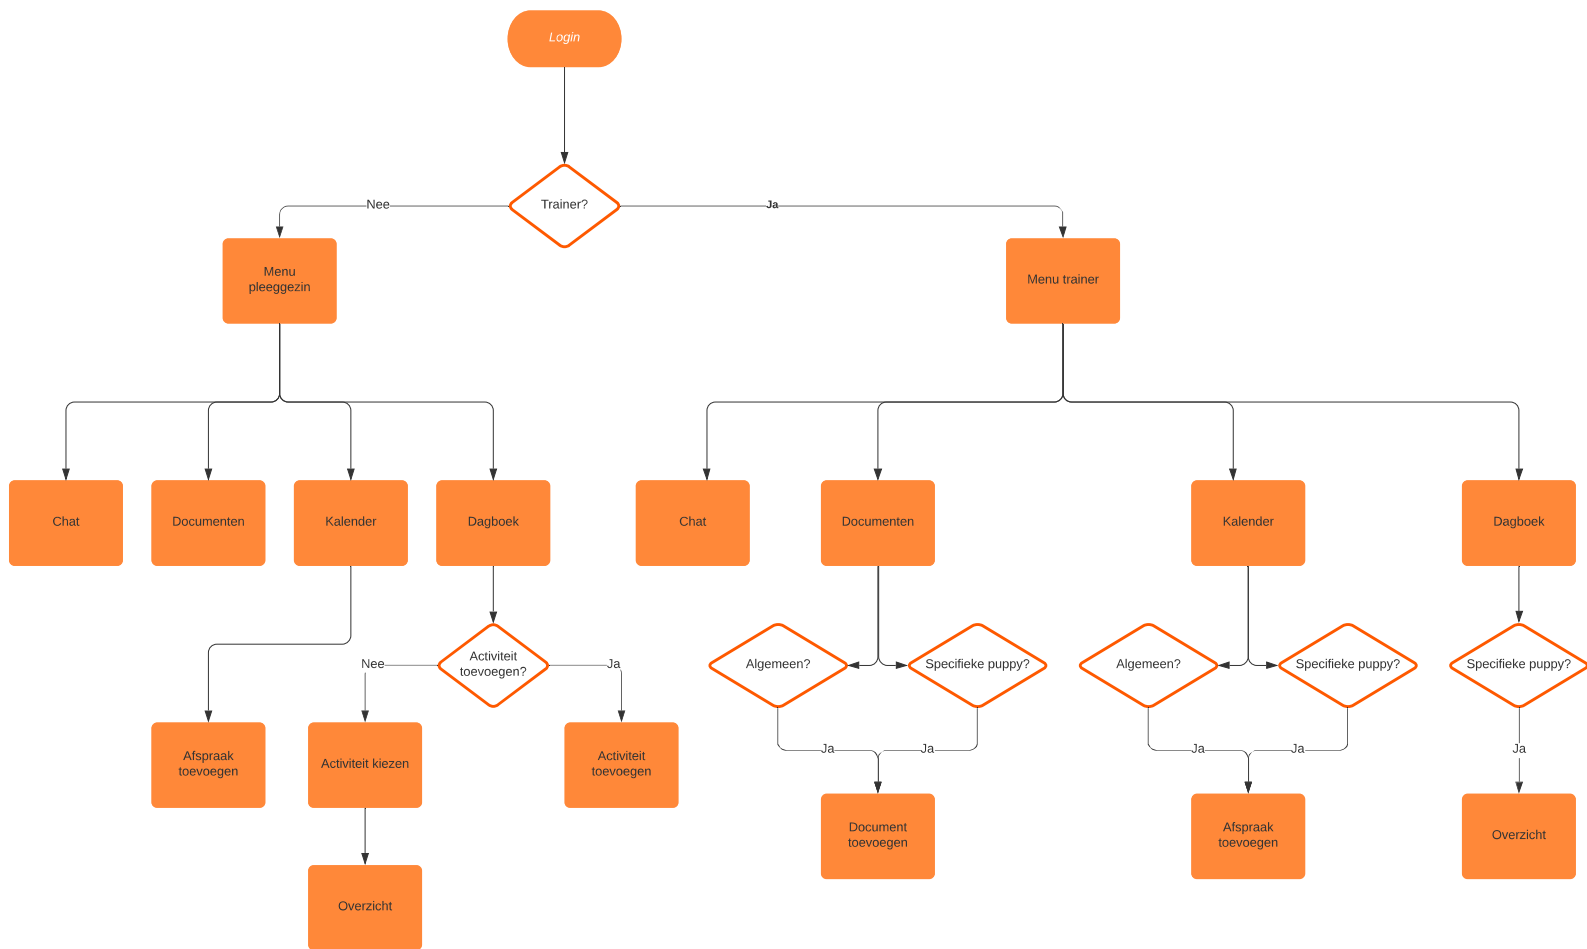 Login
Trainer?
Nee
Ja
Menu
pleeggezin
Menu trainer
Chat
Documenten
Kalender
Dagboek
Chat
Documenten
Kalender
Dagboek
Activiteit
toevoegen?
Nee
Ja
Algemeen?
Specifieke puppy?
Algemeen?
Specifieke puppy?
Specifieke puppy?
Afspraak
toevoegen
Activiteit kiezen
Activiteit
toevoegen
Ja
Ja
Ja
Ja
Ja
Document
toevoegen
Afspraak
toevoegen
Overzicht
Overzicht